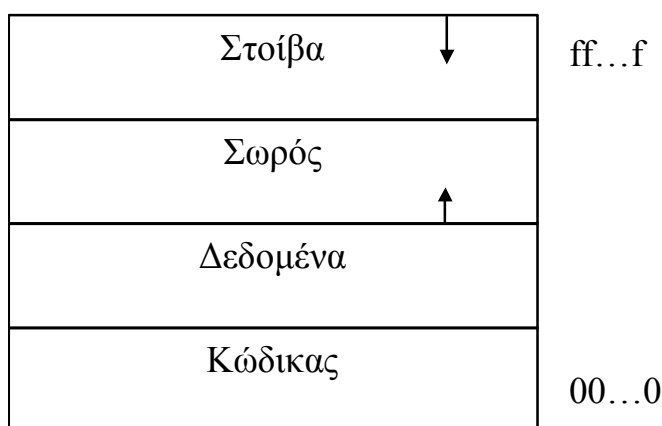 Στοίβα
ff…f
Σωρός
Δεδομένα
Κώδικας
00…0